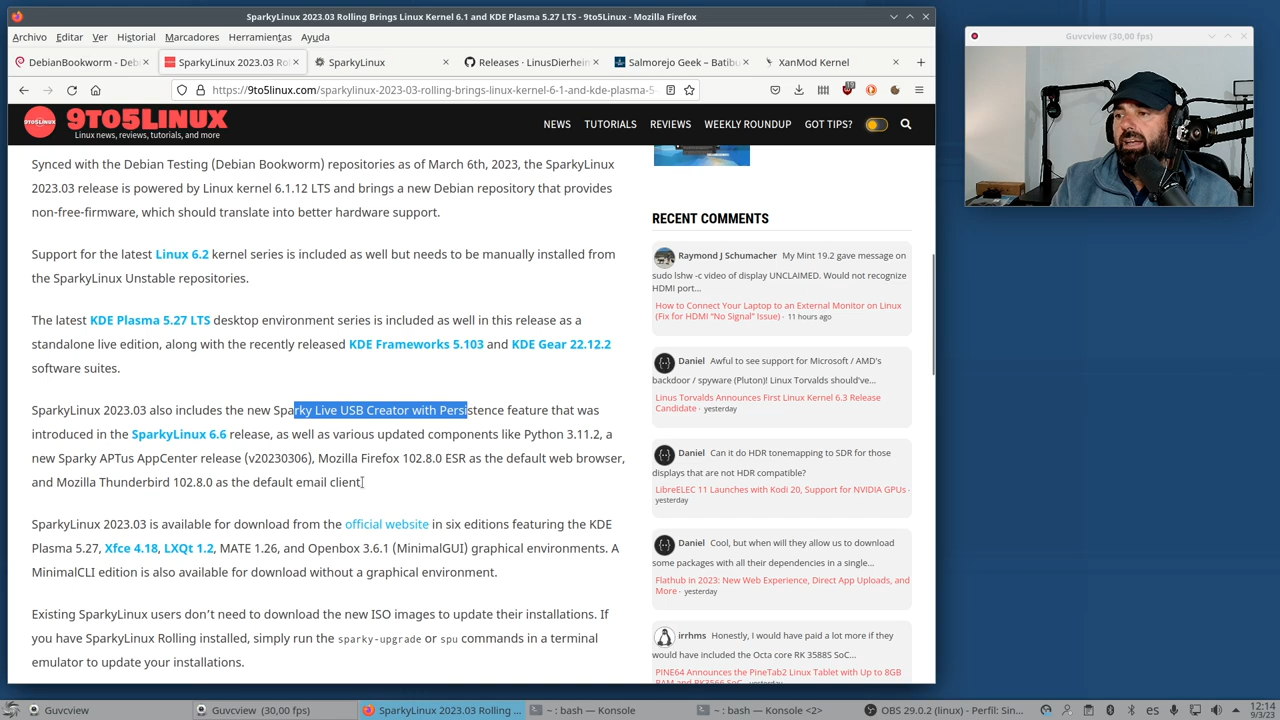 SparkyLinux 2023.03 Rolling Brings Linux Kernel 6.1 and KDE Plasma 5.27 LTS - 9to5Linux - Mozilla Firefox
Archivo Editar Ver Historial Marcadores Herramientas Ayuda
DebianBookworm - Deb
SparkyLinux 2023.03 Ro
SparkyLinux
Releases · LinusDierhein
Salmorejo Geek – Batibu
XanMod Kernel
https://9to5linux.com/sparkylinux-2023-03-rolling-brings-linux-kernel-6-1-and-kde-plasma-5-
9TO5LINUX
Linux news, reviews, tutorials, and more
NEWS TUTORIALS REVIEWS WEEKLY ROUNDUP GOT TIPS?
Synced with the Debian Testing (Debian Bookworm) repositories as of March 6th, 2023, the SparkyLinux
2023.03 release is powered by Linux kernel 6.1.12 LTS and brings a new Debian repository that provides
non-free-firmware, which should translate into better hardware support.
Support for the latest Linux 6.2 kernel series is included as well but needs to be manually installed from
the SparkyLinux Unstable repositories.
The latest KDE Plasma 5.27 LTS desktop environment series is included as well in this release as a
standalone live edition, along with the recently released KDE Frameworks 5.103 and KDE Gear 22.12.2
software suites.
SparkyLinux 2023.03 also includes the new Sparky Live USB Creator with Persistence feature that was
introduced in the SparkyLinux 6.6 release, as well as various updated components like Python 3.11.2, a
new Sparky APTus AppCenter release (v20230306), Mozilla Firefox 102.8.0 ESR as the default web browser,
and Mozilla Thunderbird 102.8.0 as the default email client.
SparkyLinux 2023.03 is available for download from the official website in six editions featuring the KDE
Plasma 5.27, Xfce 4.18, LXQt 1.2, MATE 1.26, and Openbox 3.6.1 (MinimalGUI) graphical environments. A
MinimalCLI edition is also available for download without a graphical environment.
Existing SparkyLinux users don't need to download the new ISO images to update their installations. If
you have SparkyLinux Rolling installed, simply run the sparky-upgrade or spu commands in a terminal
emulator to update your installations.
RECENT COMMENTS
Raymond J Schumacher My Mint 19.2 gave message on
sudo lshw -c video of display UNCLAIMED. Would not recognize
HDMI port...
How to Connect Your Laptop to an External Monitor on Linux
(Fix for HDMI "No Signal" Issue) · 11 hours ago
Daniel Awful to see support for Microsoft / AMD's
backdoor / spyware (Pluton)! Linux Torvalds should've...
Linus Torvalds Announces First Linux Kernel 6.3 Release
Candidate · yesterday
Daniel Can it do HDR tonemapping to SDR for those
displays that are not HDR compatible?
LibreELEC 11 Launches with Kodi 20, Support for NVIDIA GPUs ·
yesterday
Daniel Cool, but when will they allow us to download
some packages with all their dependencies in a single...
Flathub in 2023: New Web Experience, Direct App Uploads, and
More · yesterday
irrhms Honestly, I would have paid a lot more if they
would have included the Octa core RK 3588S SoC...
PINE64 Announces the PineTab2 Linux Tablet with Up to 8GB
RAM and RK3566 SoC · yesterday
Guvcview (30,00 fps)
Guvcview
Guvcview (30,00 fps)
SparkyLinux 2023.03 Rolling ...
~ : bash — Konsole
~ : bash — Konsole <2>
OBS 29.0.2 (linux) - Perfil: Sin...
es
12:14
9/3/23